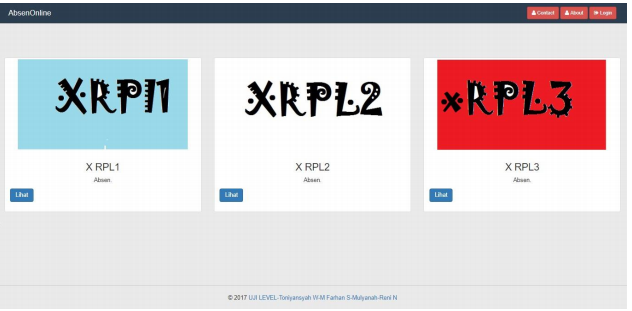 AbsenOnline
Contact About Login
XRPl1 XRPL2 xRPL3
X RPL1 X RPL2 X RPL3
Absen. Absen. Absen.
Lihat Lihat Lihat
© 2017 UJI LEVEL-Toniyansyah W-M Farhan S-Mulyanah-Reni N